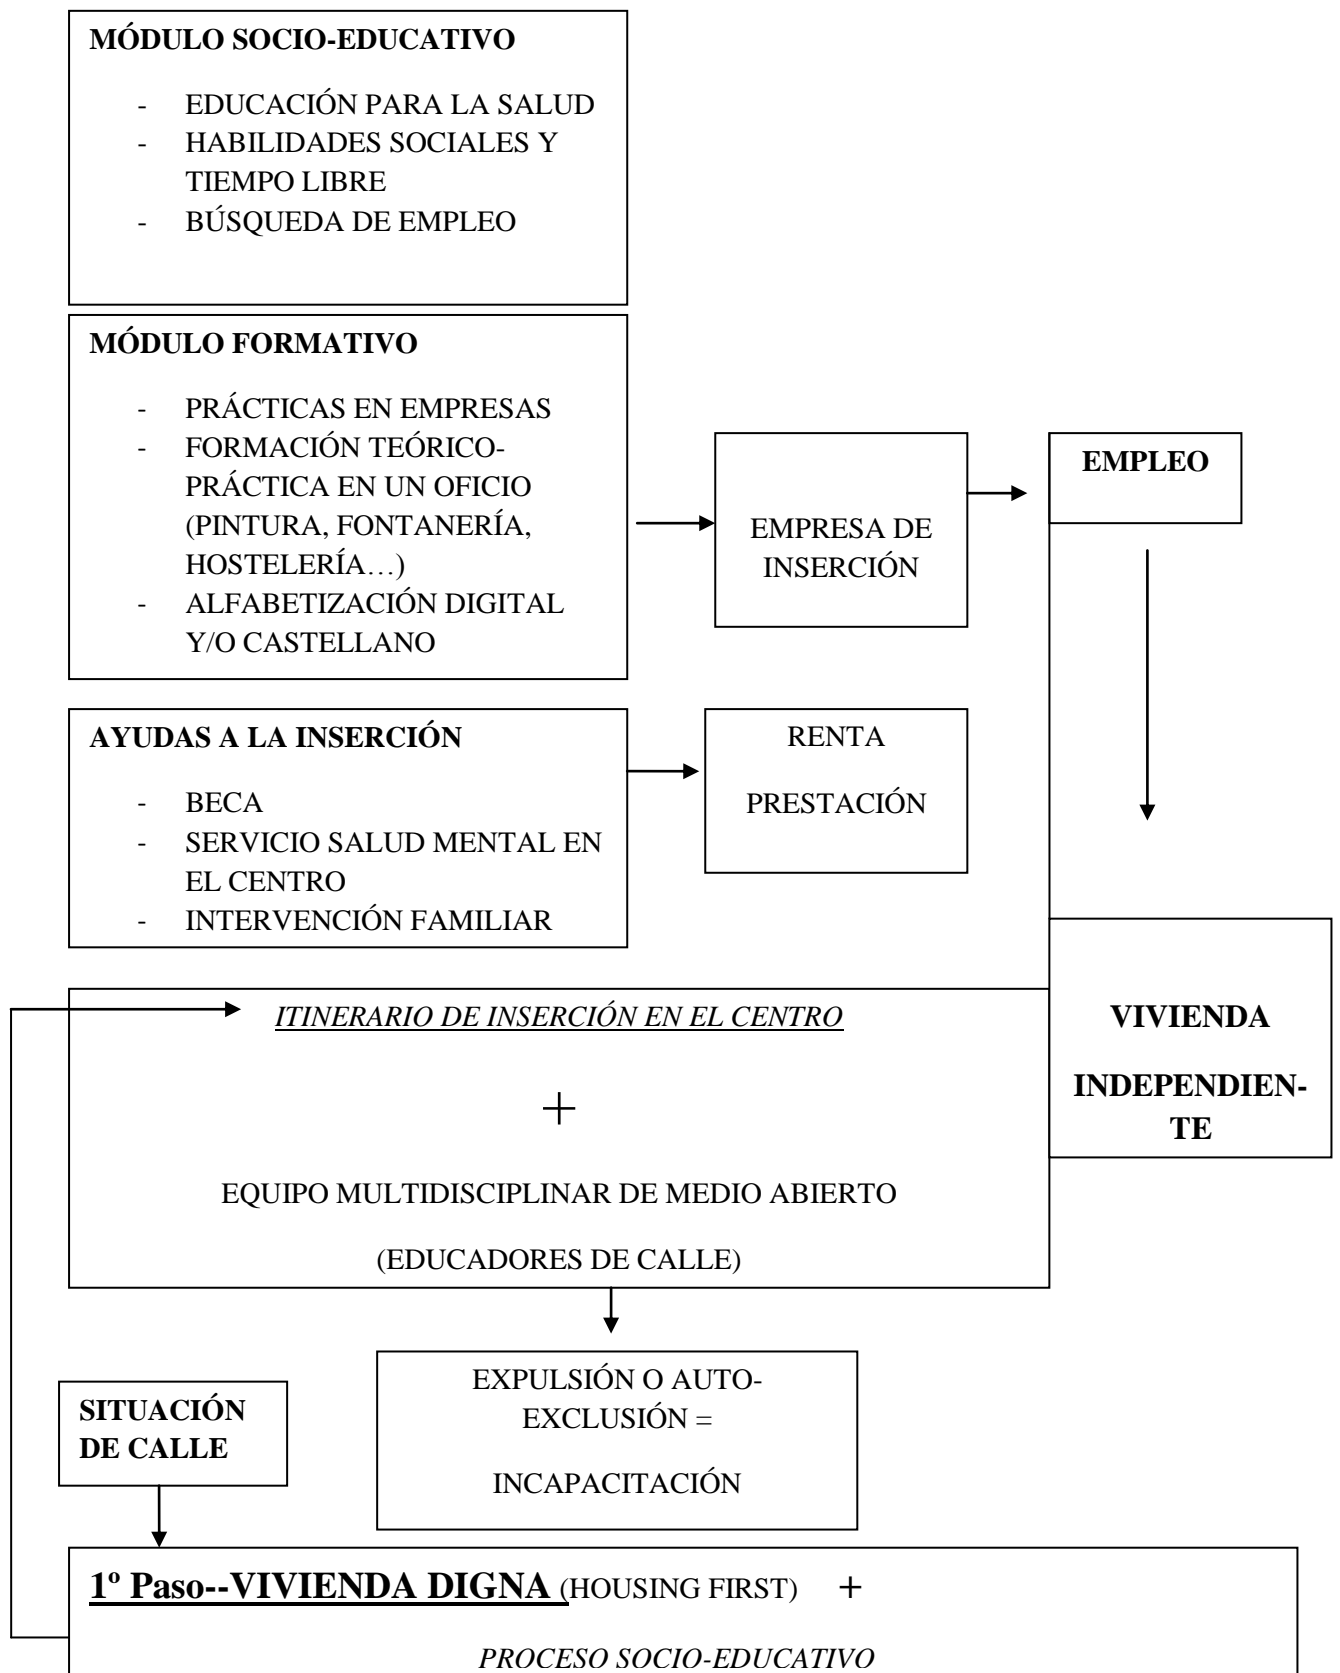 MÓDULO SOCIO-EDUCATIVO
- EDUCACIÓN PARA LA SALUD
- HABILIDADES SOCIALES Y
TIEMPO LIBRE
- BÚSQUEDA DE EMPLEO
MÓDULO FORMATIVO
- PRÁCTICAS EN EMPRESAS
- FORMACIÓN TEÓRICO-
PRÁCTICA EN UN OFICIO
(PINTURA, FONTANERÍA,
HOSTELERÍA…)
- ALFABETIZACIÓN DIGITAL
Y/O CASTELLANO
EMPRESA DE
INSERCIÓN
EMPLEO
AYUDAS A LA INSERCIÓN
- BECA
- SERVICIO SALUD MENTAL EN
EL CENTRO
- INTERVENCIÓN FAMILIAR
RENTA
PRESTACIÓN
VIVIENDA
INDEPENDIEN-
TE
ITINERARIO DE INSERCIÓN EN EL CENTRO
+
EQUIPO MULTIDISCIPLINAR DE MEDIO ABIERTO
(EDUCADORES DE CALLE)
EXPULSIÓN O AUTO-
EXCLUSIÓN =
INCAPACITACIÓN
SITUACIÓN
DE CALLE
1º Paso--VIVIENDA DIGNA (HOUSING FIRST) +
PROCESO SOCIO-EDUCATIVO